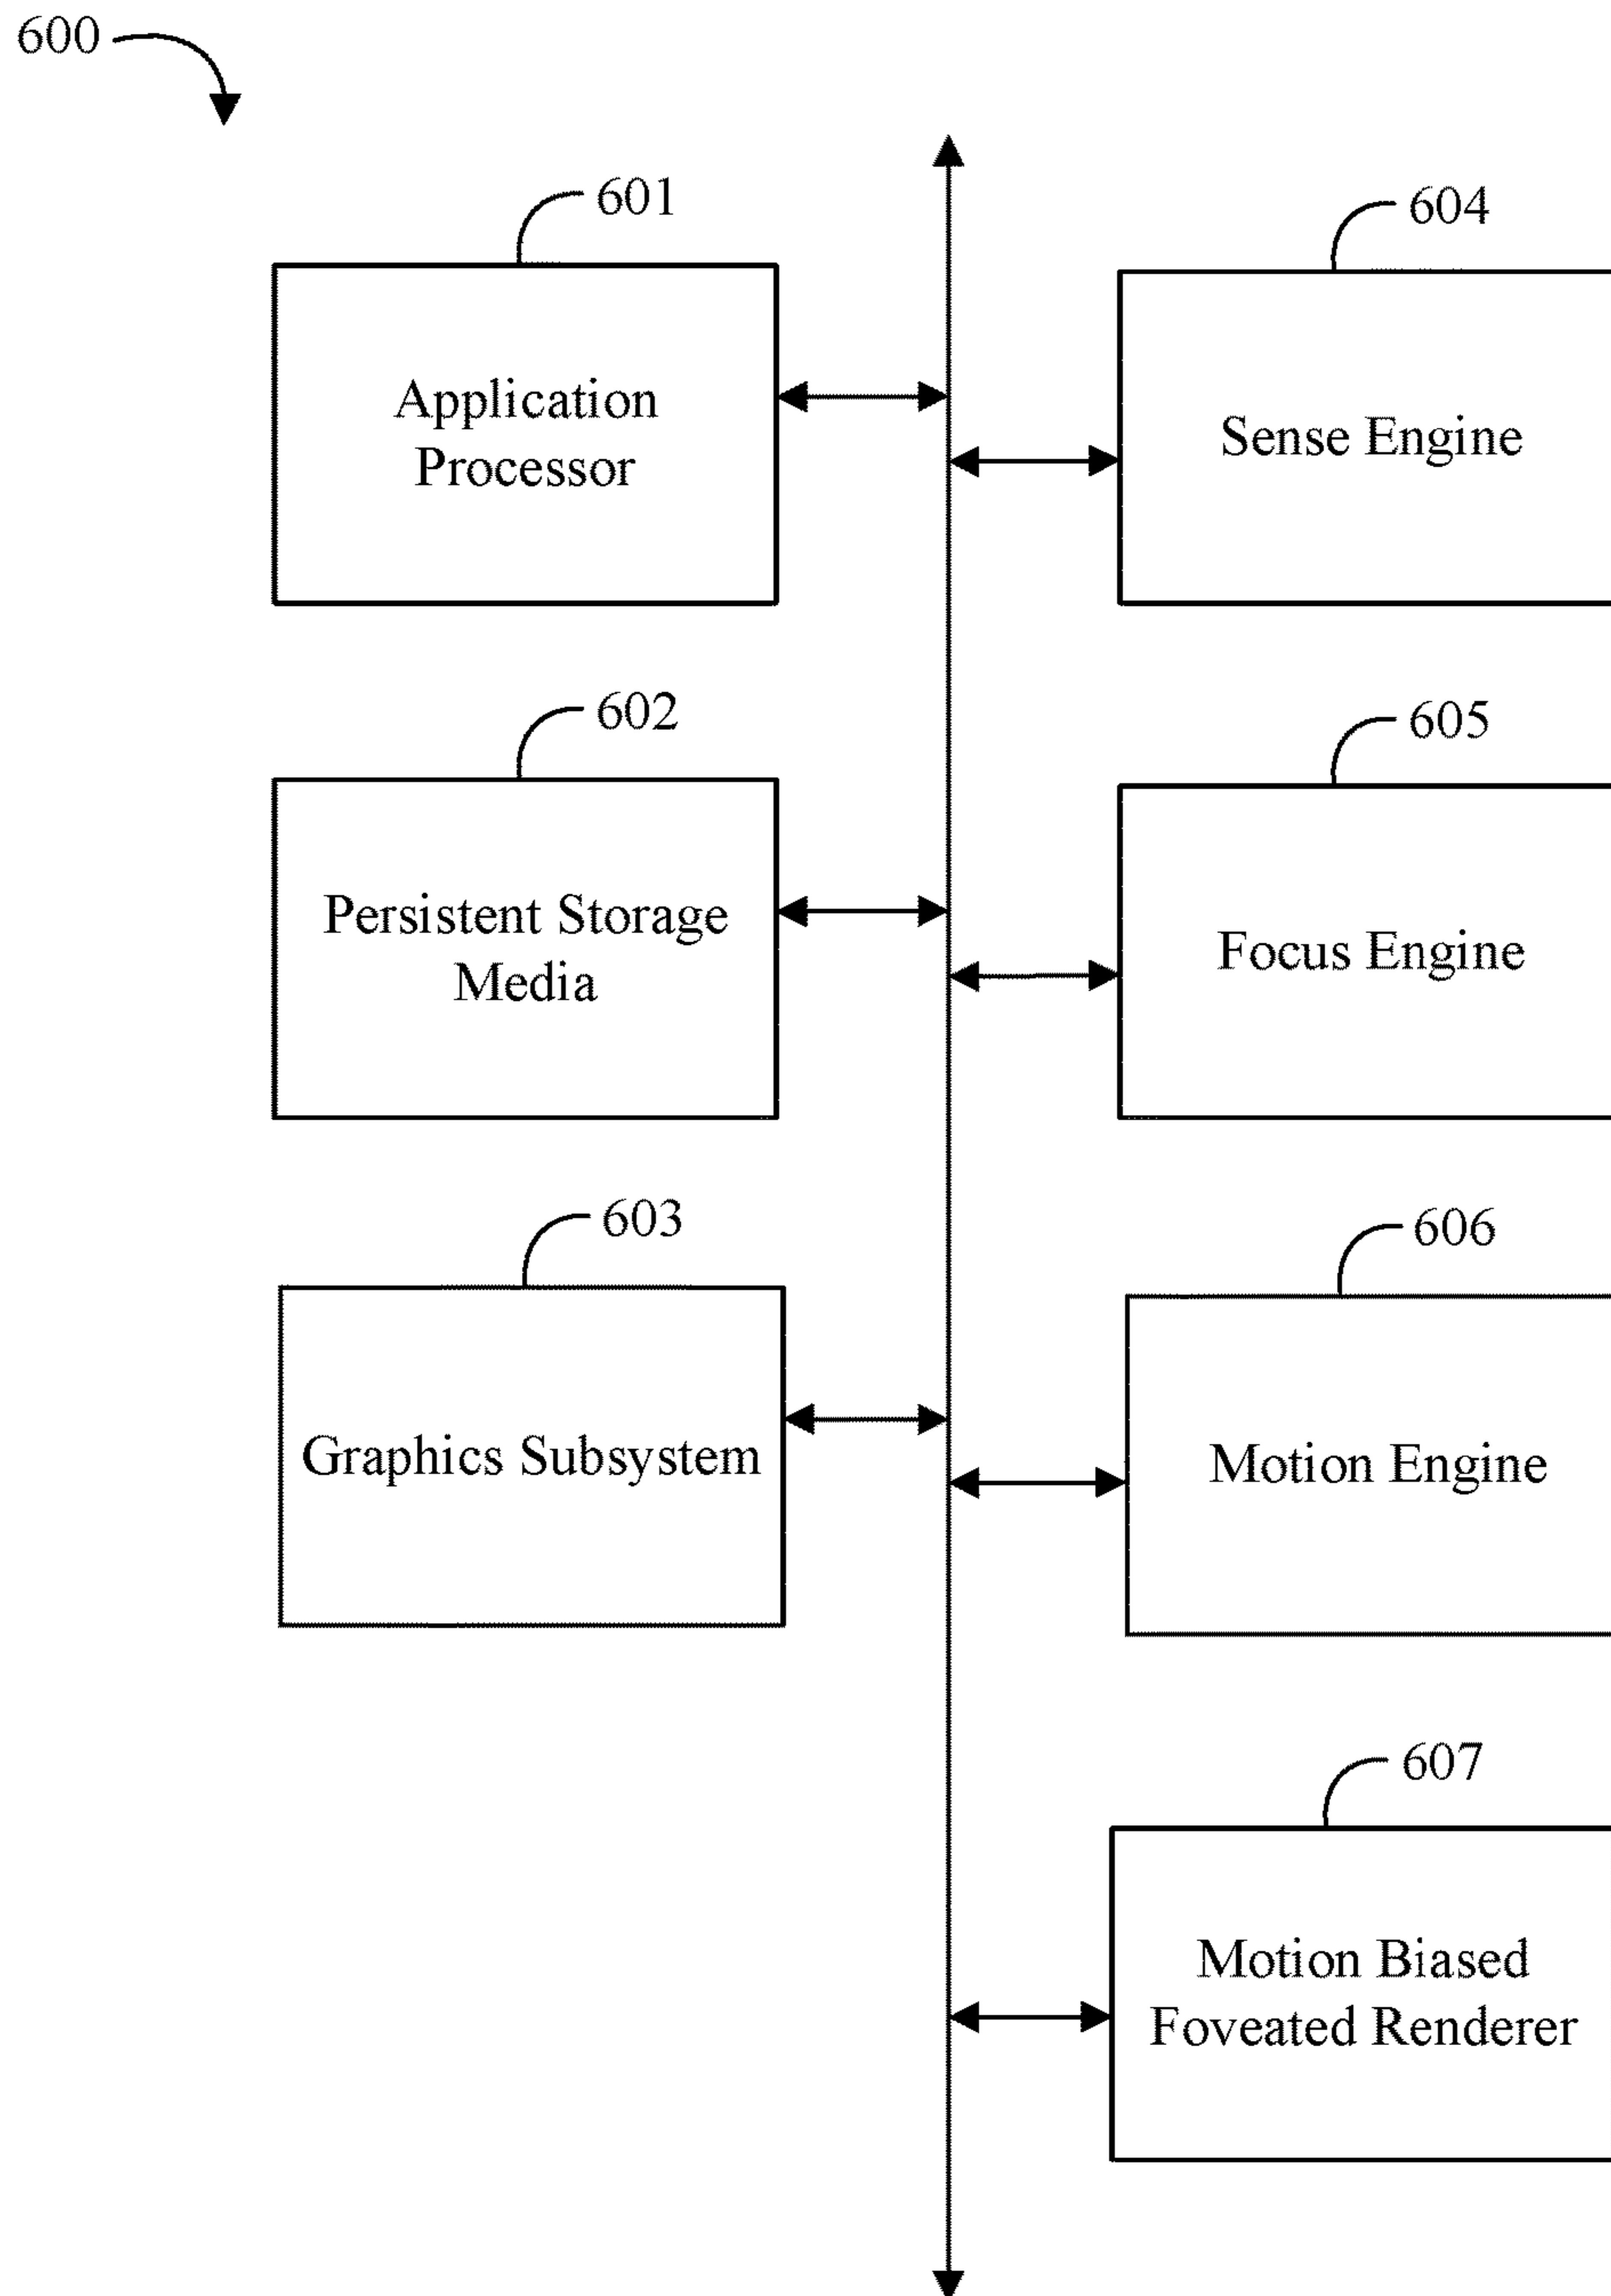 600
601
Application
Processor
602
Persistent Storage
Media
603
Graphics Subsystem
604
Sense Engine
605
Focus Engine
606
Motion Engine
607
Motion Biased
Foveated Renderer